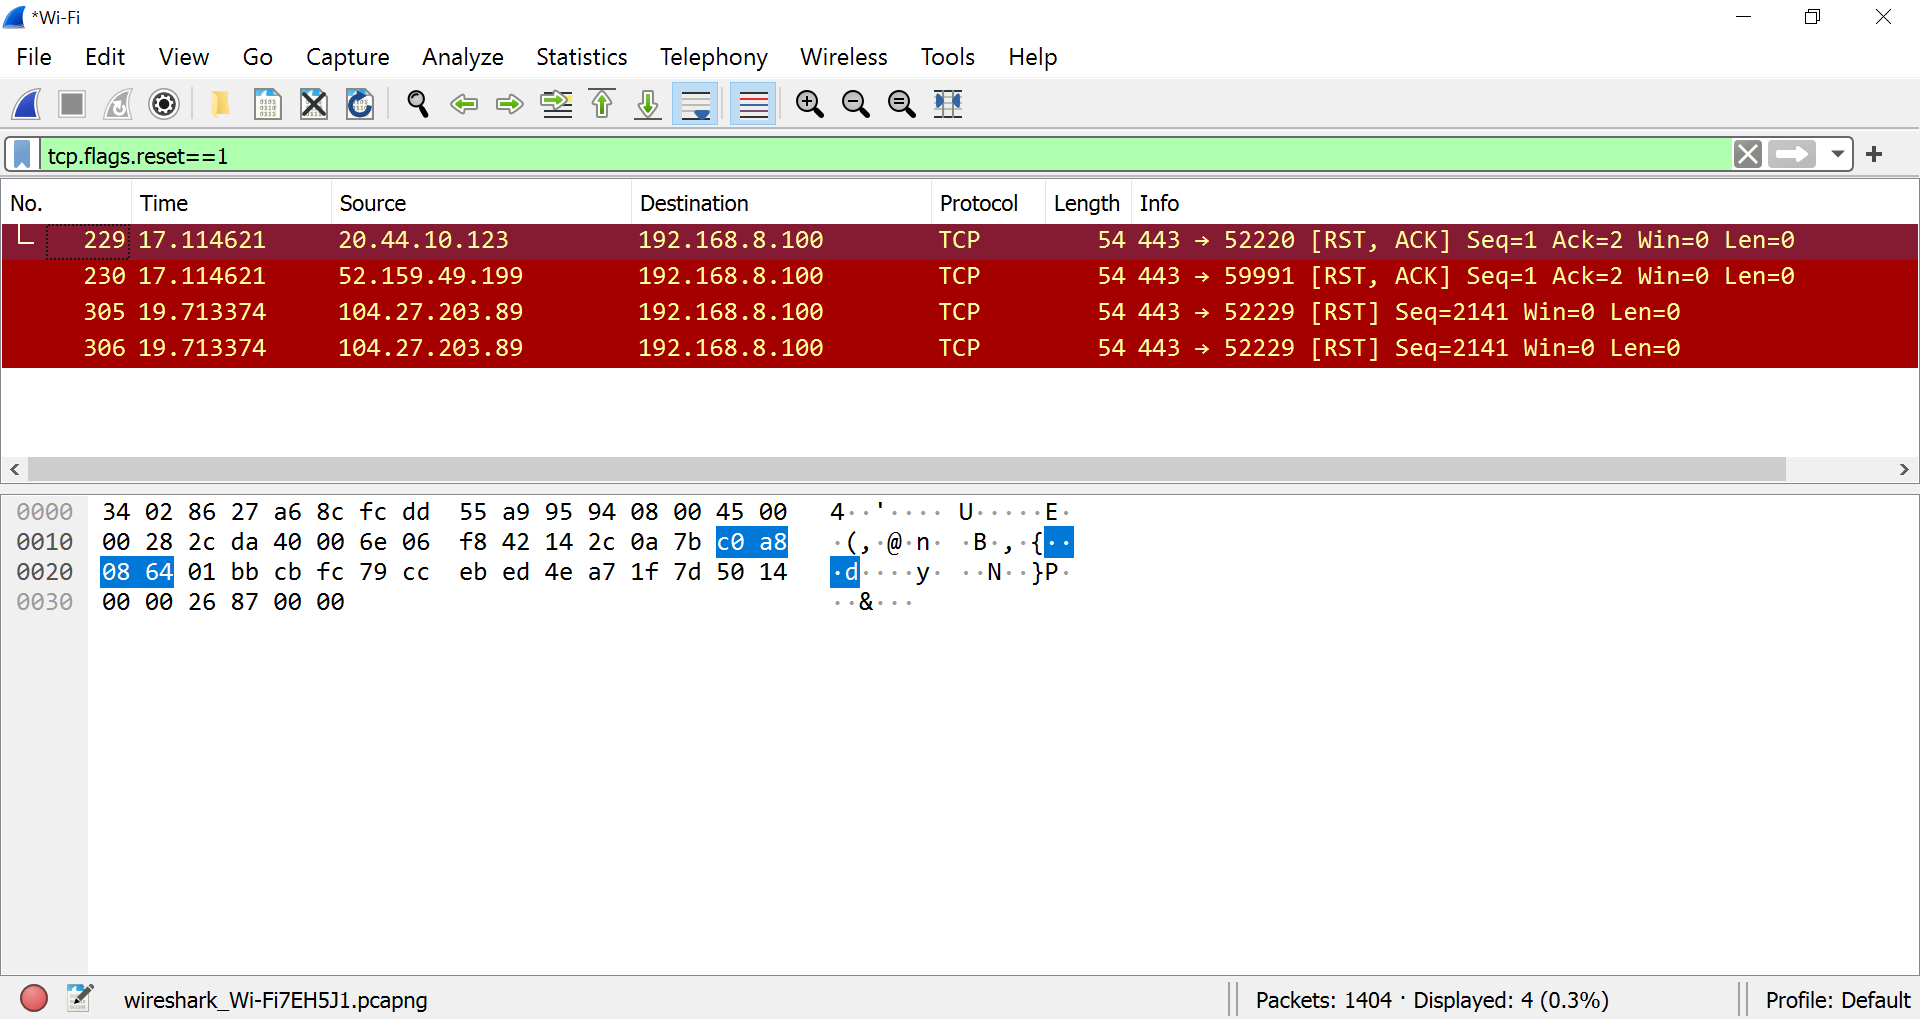 *Wi-Fi
File Edit View Go Capture Analyze Statistics Telephony Wireless Tools Help
tcp.flags.reset==1
No. Time Source Destination Protocol Length Info
229 17.114621 20.44.10.123 192.168.8.100 TCP 54 443 → 52220 [RST, ACK] Seq=1 Ack=2 Win=0 Len=0
230 17.114621 52.159.49.199 192.168.8.100 TCP 54 443 → 59991 [RST, ACK] Seq=1 Ack=2 Win=0 Len=0
305 19.713374 104.27.203.89 192.168.8.100 TCP 54 443 → 52229 [RST] Seq=2141 Win=0 Len=0
306 19.713374 104.27.203.89 192.168.8.100 TCP 54 443 → 52229 [RST] Seq=2141 Win=0 Len=0
0000 34 02 86 27 a6 8c fc dd 55 a9 95 94 08 00 45 00 4··'···· U·····E·
0010 00 28 2c da 40 00 6e 06 f8 42 14 2c 0a 7b c0 a8 ·(,·@·n· ·B·,·{··
0020 08 64 01 bb cb fc 79 cc eb ed 4e a7 1f 7d 50 14 ·d····y· ··N··}P·
0030 00 00 26 87 00 00 ··&···
wireshark_Wi-Fi7EH5J1.pcapng Packets: 1404 · Displayed: 4 (0.3%) Profile: Default